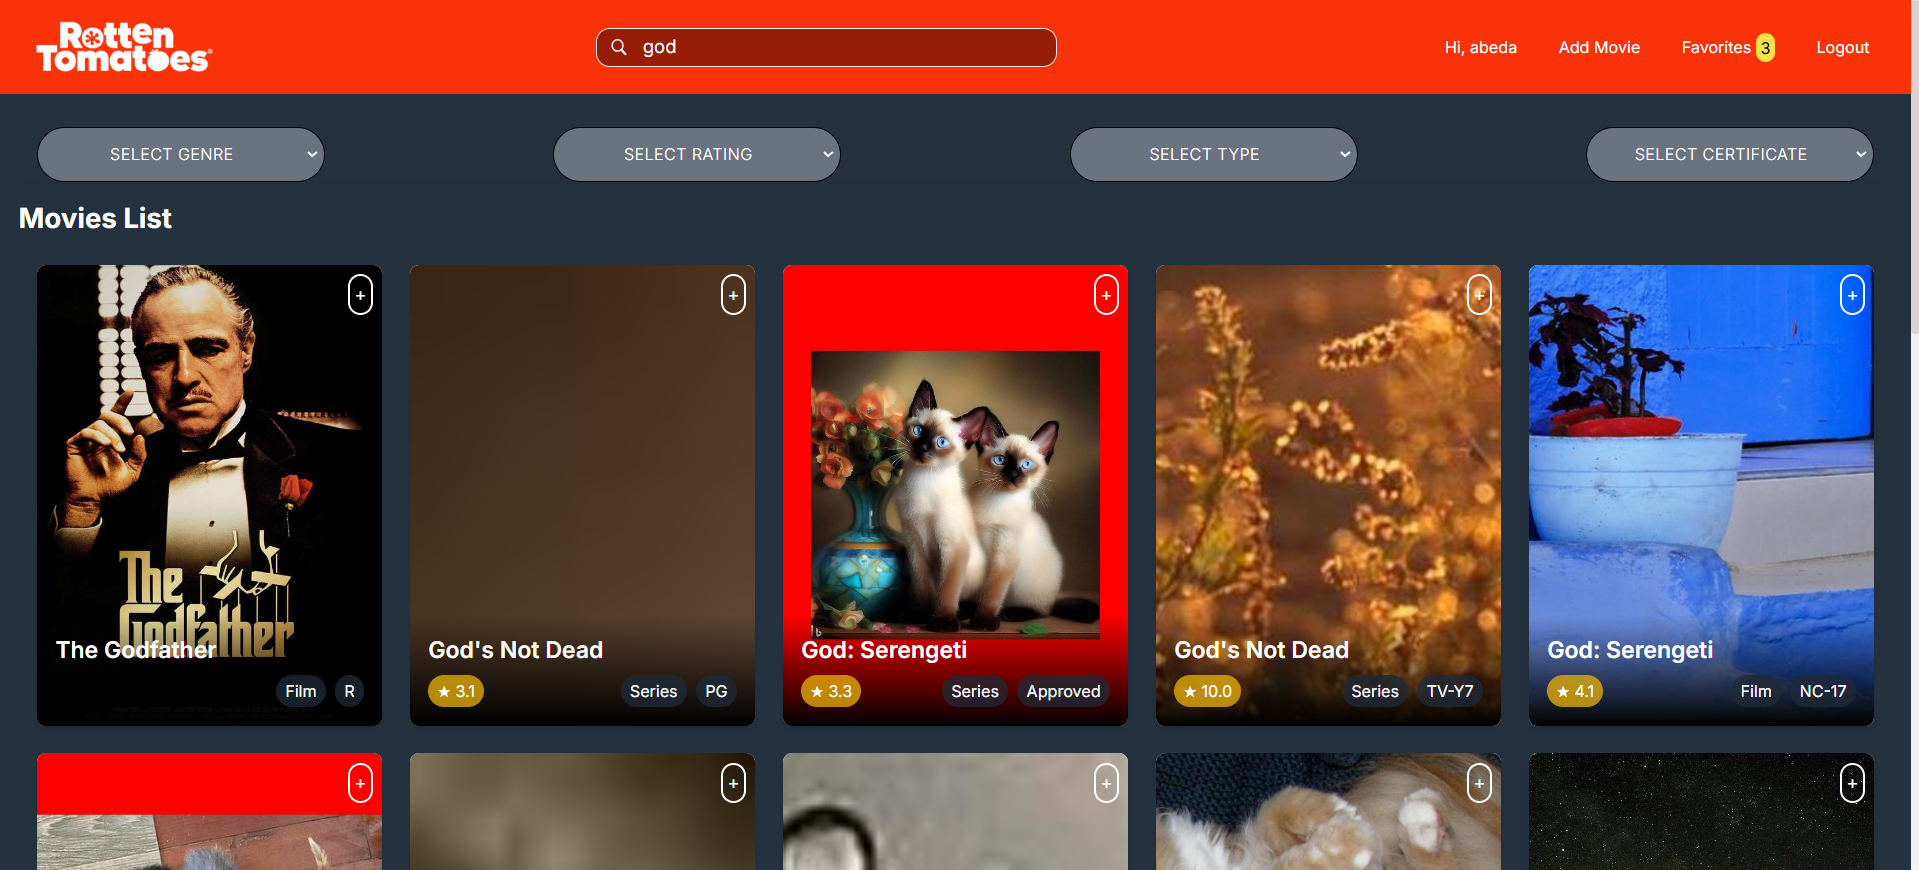 Rotten
Tomatoes®
god
Hi, abeda
Add Movie
Favorites 3
Logout
SELECT GENRE
SELECT RATING
SELECT TYPE
SELECT CERTIFICATE
Movies List
+
+
+
+
+
The
Godfather
The Godfather
Film R
God's Not Dead
★ 3.1 Series PG
God: Serengeti
★ 3.3 Series Approved
God's Not Dead
★ 10.0 Series TV-Y7
God: Serengeti
★ 4.1 Film NC-17
+
+
+
+
+